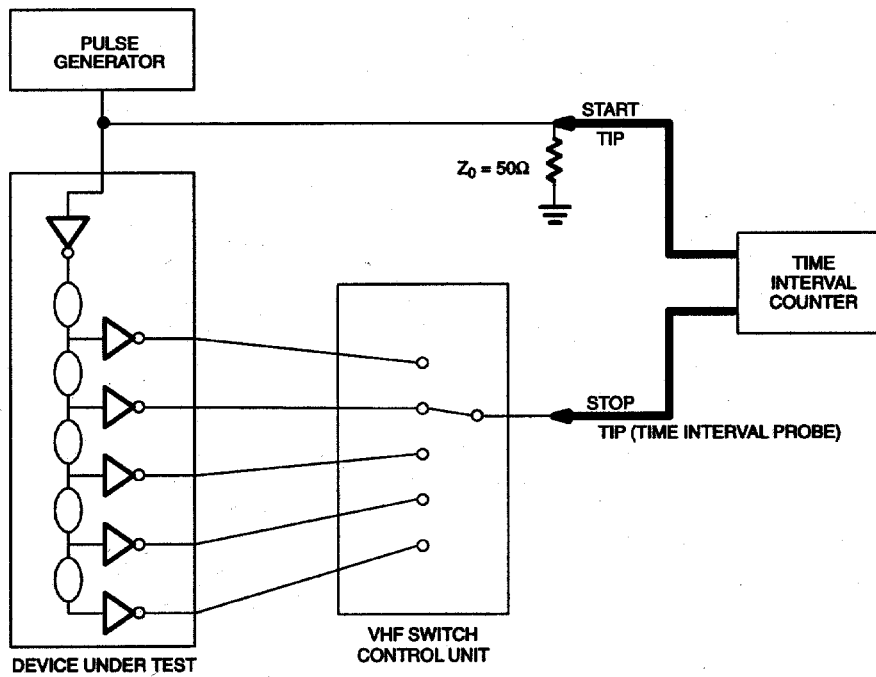 PULSE
GENERATOR
START
TIP
Z0 = 50Ω
TIME
INTERVAL
COUNTER
STOP
TIP (TIME INTERVAL PROBE)
VHF SWITCH
CONTROL UNIT
DEVICE UNDER TEST